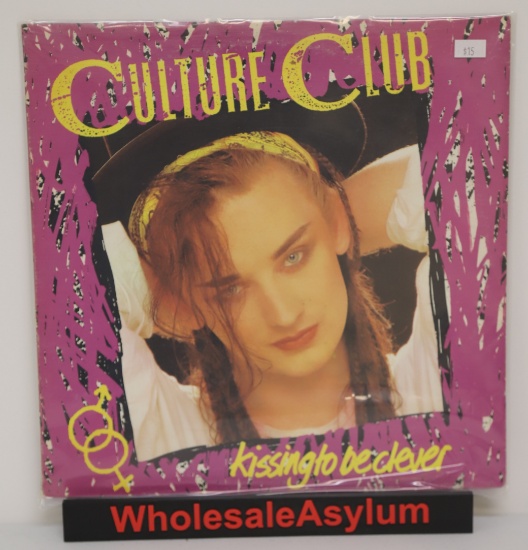 CULTURE CLUB
$15
kissing to be clever
WholesaleAsylum